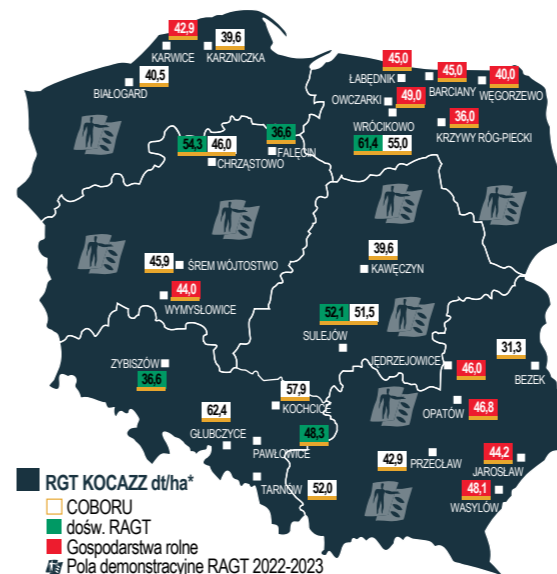 42,9
KARWICE
39,6
KARZNICZKA
40,5
BIAŁOGARD
45,0
ŁABĘDNIK
45,0
BARCIANY
40,0
WĘGORZEWO
OWCZARKI
49,0
WRÓCIKOWO
36,0
KRZYWY RÓG-PIECKI
61,4 55,0
54,3 46,0
CHRZĄSTOWO
36,6
FALĘCIN
45,9
ŚREM WÓJTOSTWO
44,0
WYMYSŁOWICE
39,6
KAWĘCZYN
52,1 51,5
SULEJÓW
31,3
BEZEK
JĘDRZEJOWICE
46,0
ZYBISZÓW
36,6
57,9
KOCHCICE
46,8
OPATÓW
62,4
GŁUBCZYCE
48,3
PAWŁOWICE
42,9
PRZECŁAW
44,2
JAROSŁAW
48,1
WASYLÓW
TARNÓW
52,0
RGT KOCAZZ dt/ha*
COBORU
dośw. RAGT
Gospodarstwa rolne
Pola demonstracyjne RAGT 2022-2023